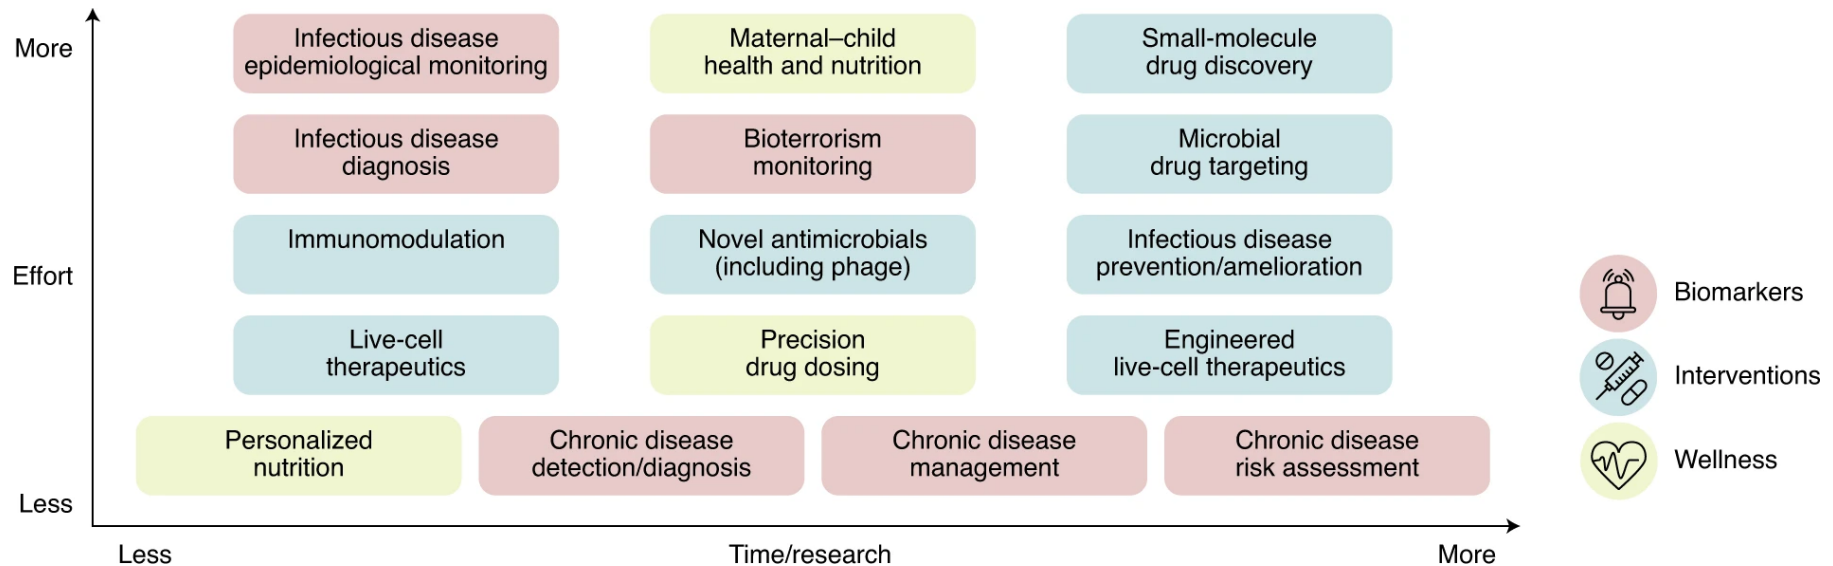 More
Infectious disease
epidemiological monitoring
Maternal–child
health and nutrition
Small-molecule
drug discovery
Infectious disease
diagnosis
Bioterrorism
monitoring
Microbial
drug targeting
Effort
Immunomodulation
Novel antimicrobials
(including phage)
Infectious disease
prevention/amelioration
Live-cell
therapeutics
Precision
drug dosing
Engineered
live-cell therapeutics
Personalized
nutrition
Chronic disease
detection/diagnosis
Chronic disease
management
Chronic disease
risk assessment
Less
Less
Time/research
More
Biomarkers
Interventions
Wellness